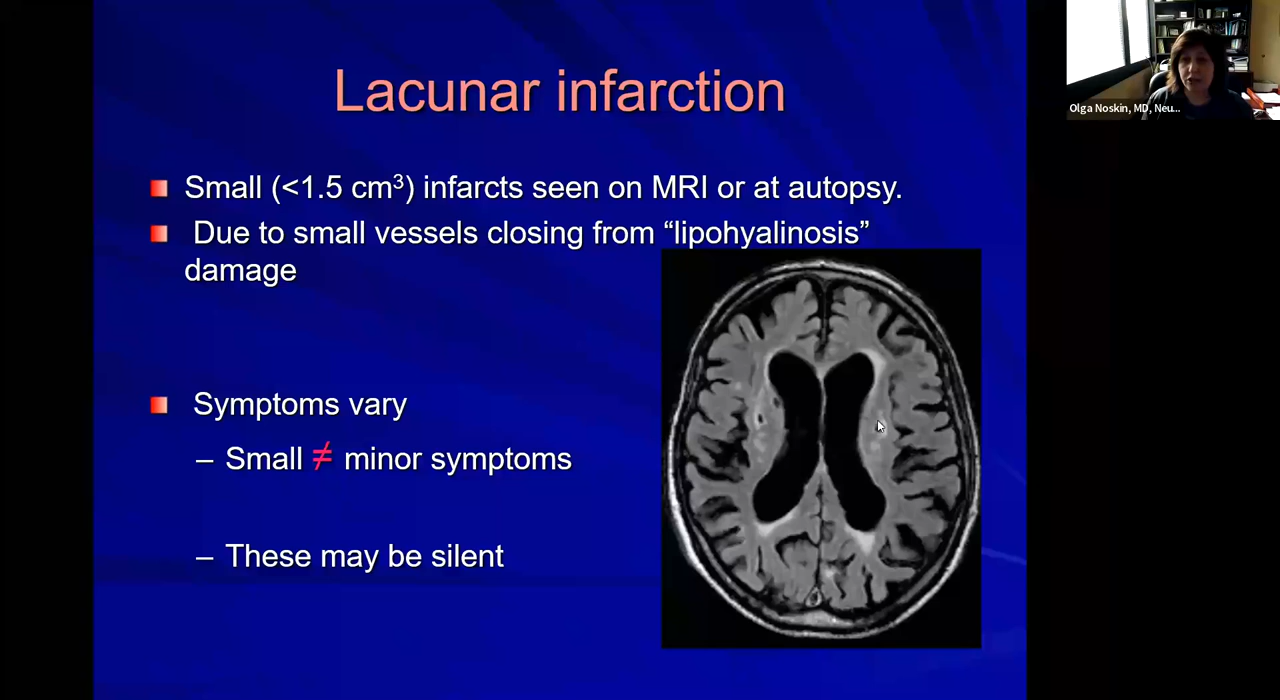 Lacunar infarction
Small (<1.5 cm³) infarcts seen on MRI or at autopsy.
Due to small vessels closing from “lipohyalinosis”
damage
Symptoms vary
– Small ≠ minor symptoms
– These may be silent
Olga Noskin, MD, Neu...